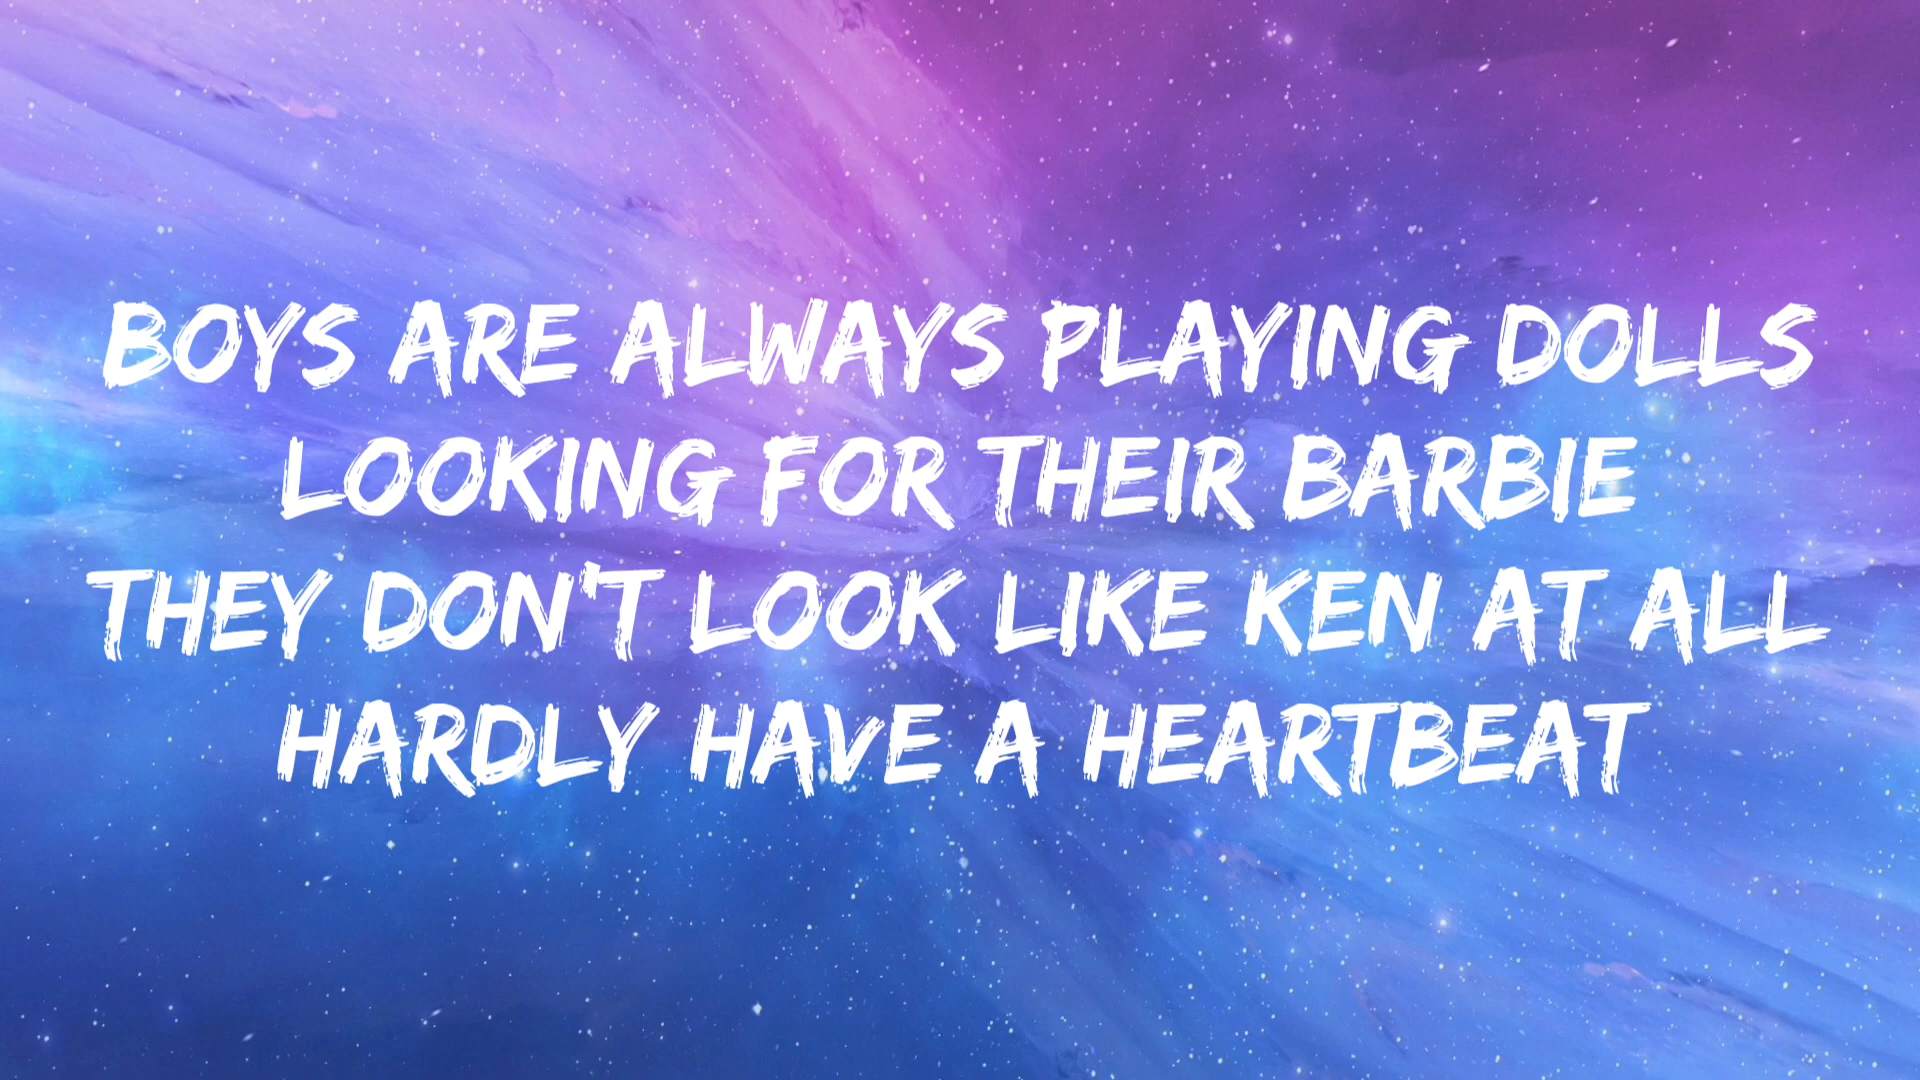 BOYS ARE ALWAYS PLAYING DOLLS
LOOKING FOR THEIR BARBIE
THEY DON'T LOOK LIKE KEN AT ALL
HARDLY HAVE A HEARTBEAT